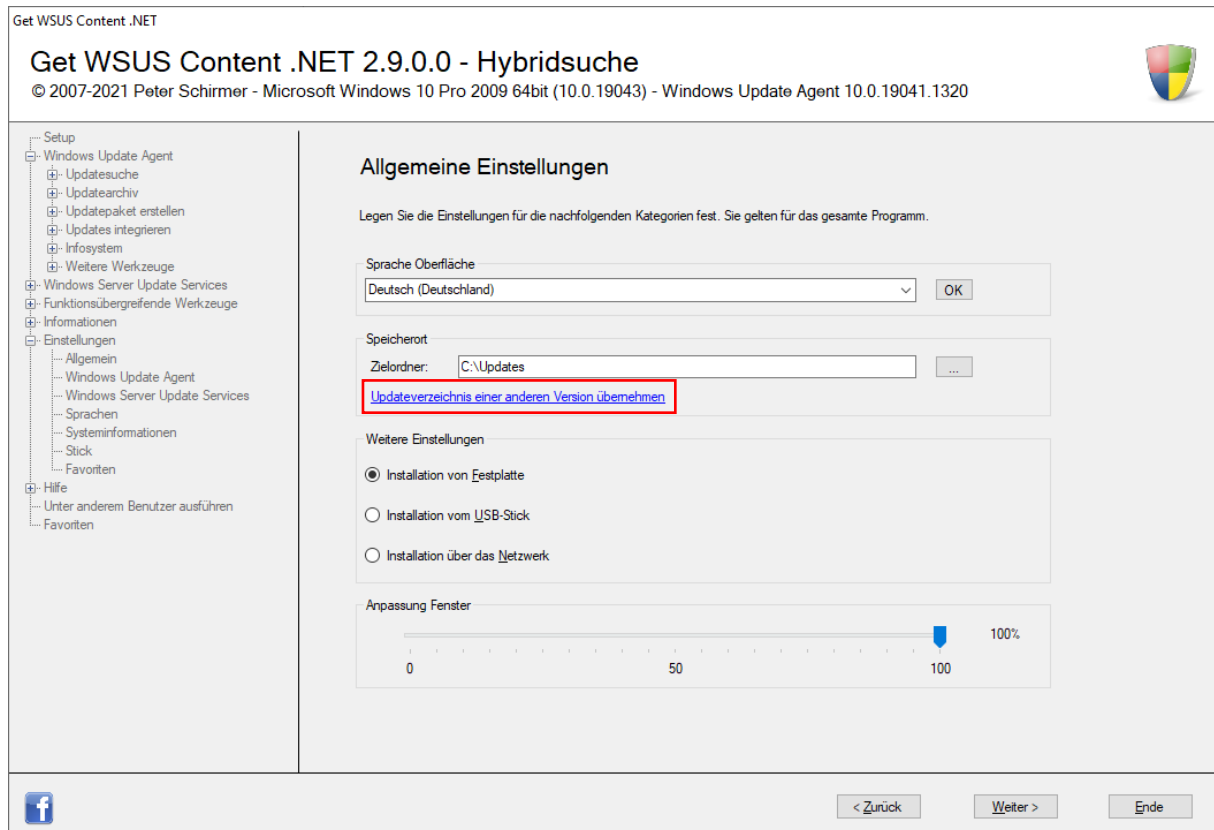 Get WSUS Content .NET
Get WSUS Content .NET 2.9.0.0 - Hybridsuche
© 2007-2021 Peter Schirmer - Microsoft Windows 10 Pro 2009 64bit (10.0.19043) - Windows Update Agent 10.0.19041.1320
Setup
Windows Update Agent
Updatesuche
Updatearchiv
Updatepaket erstellen
Updates integrieren
Infosystem
Weitere Werkzeuge
Windows Server Update Services
Funktionsübergreifende Werkzeuge
Informationen
Einstellungen
Allgemein
Windows Update Agent
Windows Server Update Services
Sprachen
Systeminformationen
Stick
Favoriten
Hilfe
Unter anderem Benutzer ausführen
Favoriten
Allgemeine Einstellungen
Legen Sie die Einstellungen für die nachfolgenden Kategorien fest. Sie gelten für das gesamte Programm.
Sprache Oberfläche
Deutsch (Deutschland) OK
Speicherort
Zielordner: C:\Updates ...
Updateverzeichnis einer anderen Version übernehmen
Weitere Einstellungen
Installation von Festplatte
Installation vom USB-Stick
Installation über das Netzwerk
Anpassung Fenster
100%
0 50 100
f
< Zurück Weiter > Ende